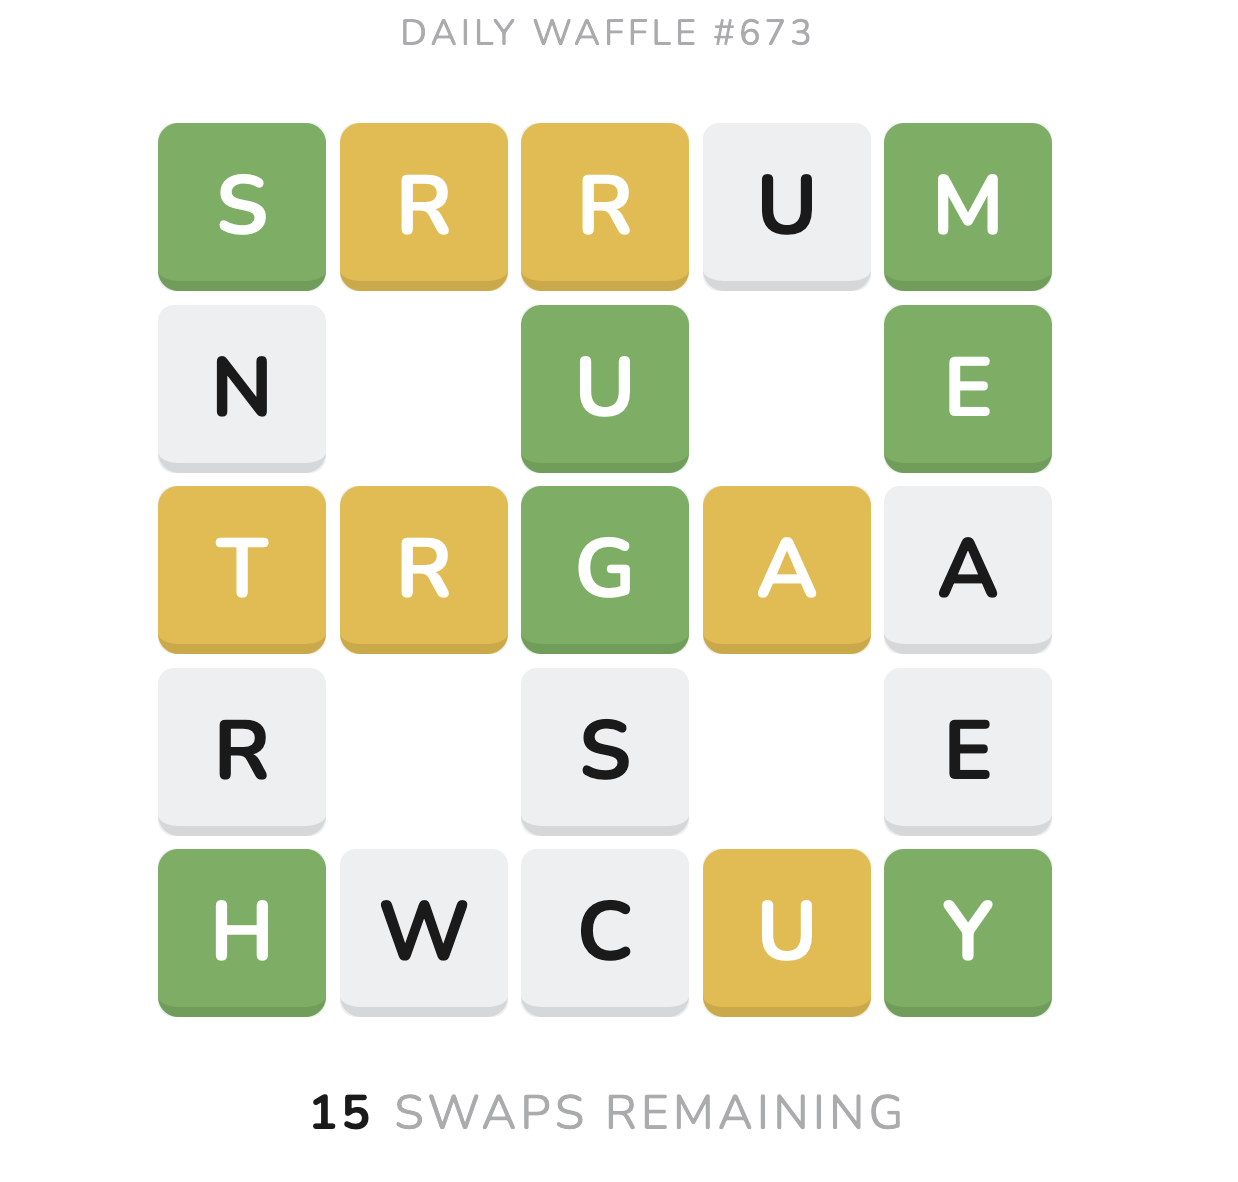 DAILY WAFFLE #673
S R R U M
N U E
T R G A A
R S E
H W C U Y
15 SWAPS REMAINING